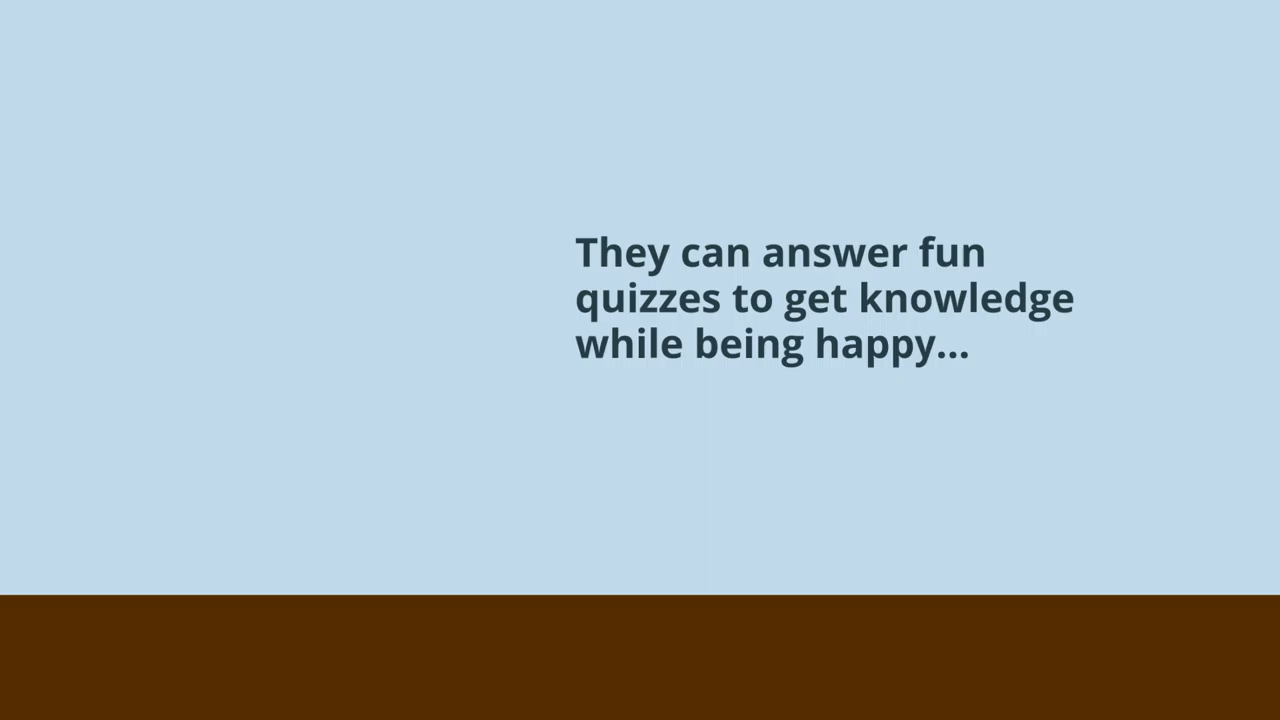 They can answer fun
quizzes to get knowledge
while being happy...